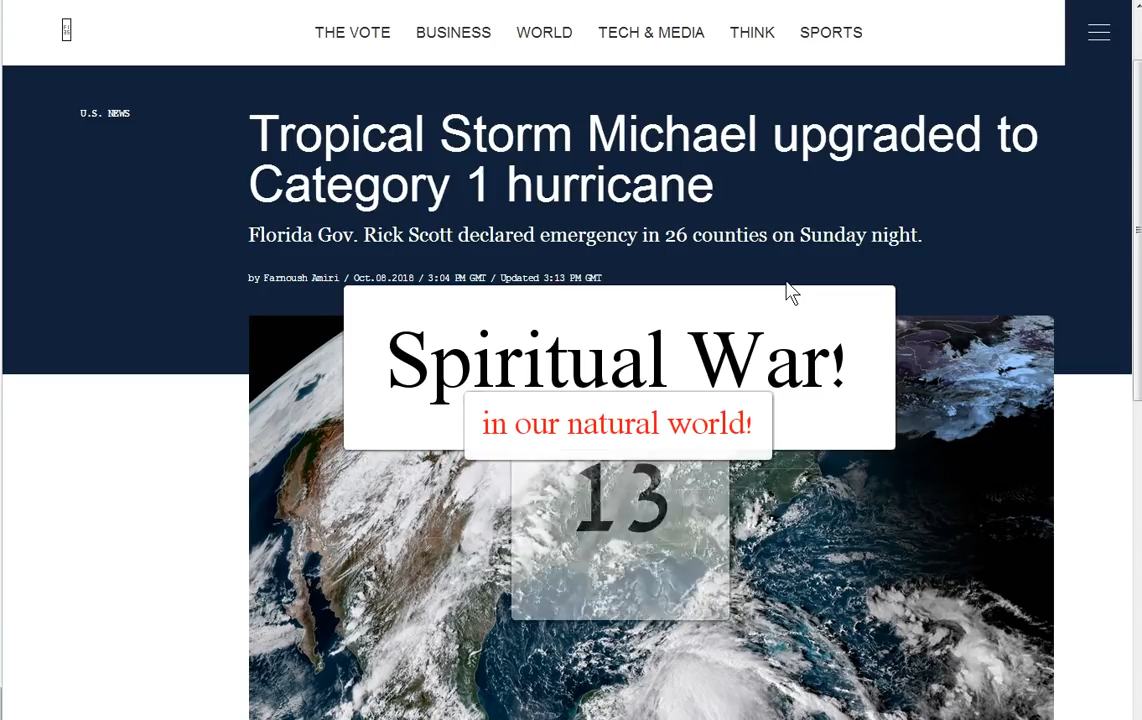 THE VOTE BUSINESS WORLD TECH & MEDIA THINK SPORTS
U.S. NEWS
Tropical Storm Michael upgraded to
Category 1 hurricane
Florida Gov. Rick Scott declared emergency in 26 counties on Sunday night.
by Farnoush Amiri / Oct.08.2018 / 3:04 PM GMT / Updated 3:13 PM GMT
Spiritual War!
in our natural world!
13